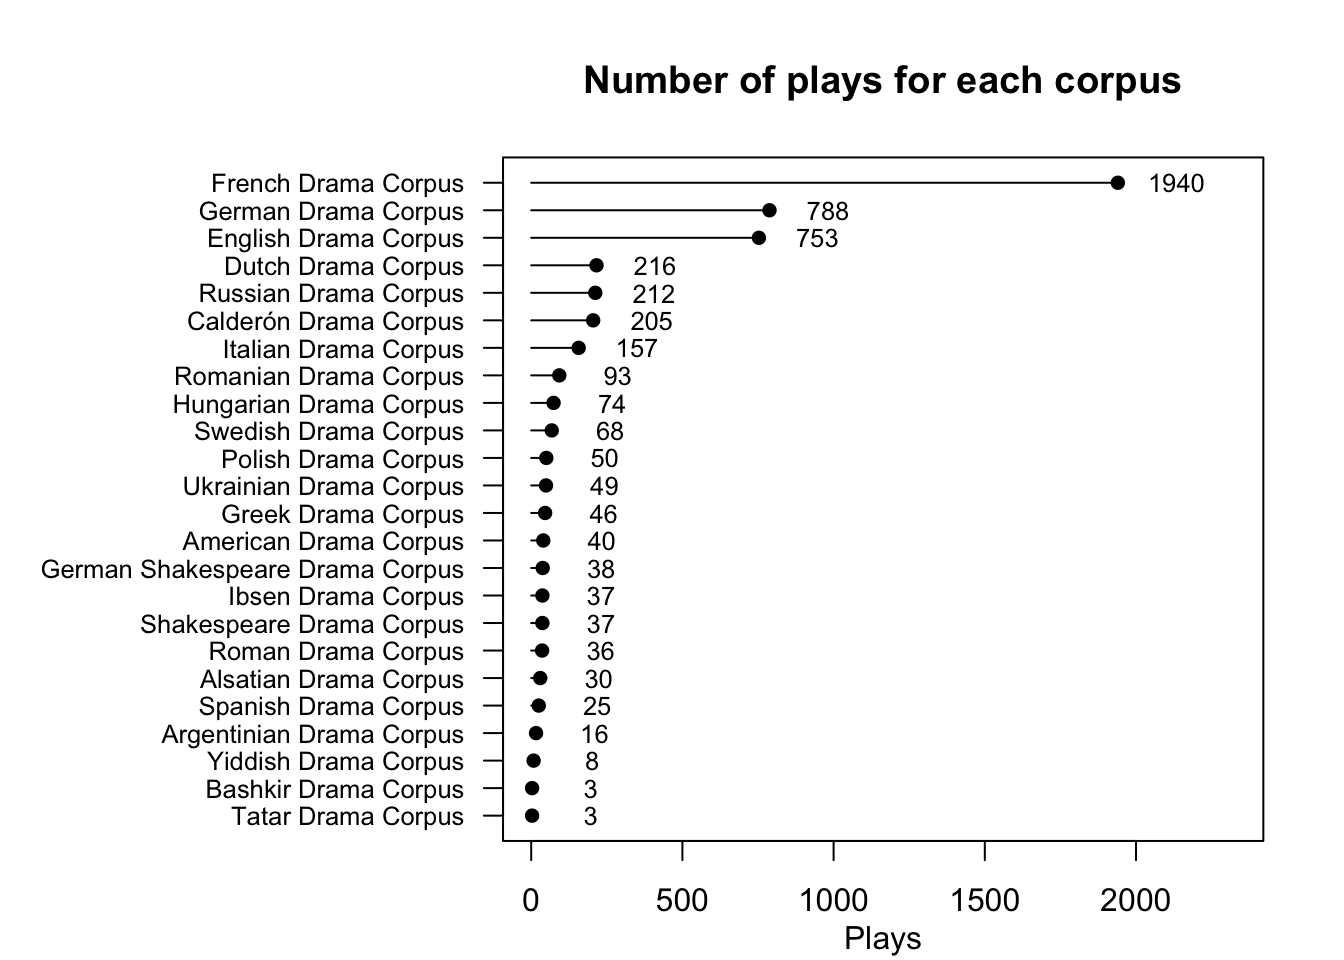 Number of plays for each corpus
French Drama Corpus 1940
German Drama Corpus 788
English Drama Corpus 753
Dutch Drama Corpus 216
Russian Drama Corpus 212
Calderón Drama Corpus 205
Italian Drama Corpus 157
Romanian Drama Corpus 93
Hungarian Drama Corpus 74
Swedish Drama Corpus 68
Polish Drama Corpus 50
Ukrainian Drama Corpus 49
Greek Drama Corpus 46
American Drama Corpus 40
German Shakespeare Drama Corpus 38
Ibsen Drama Corpus 37
Shakespeare Drama Corpus 37
Roman Drama Corpus 36
Alsatian Drama Corpus 30
Spanish Drama Corpus 25
Argentinian Drama Corpus 16
Yiddish Drama Corpus 8
Bashkir Drama Corpus 3
Tatar Drama Corpus 3
0 500 1000 1500 2000
Plays